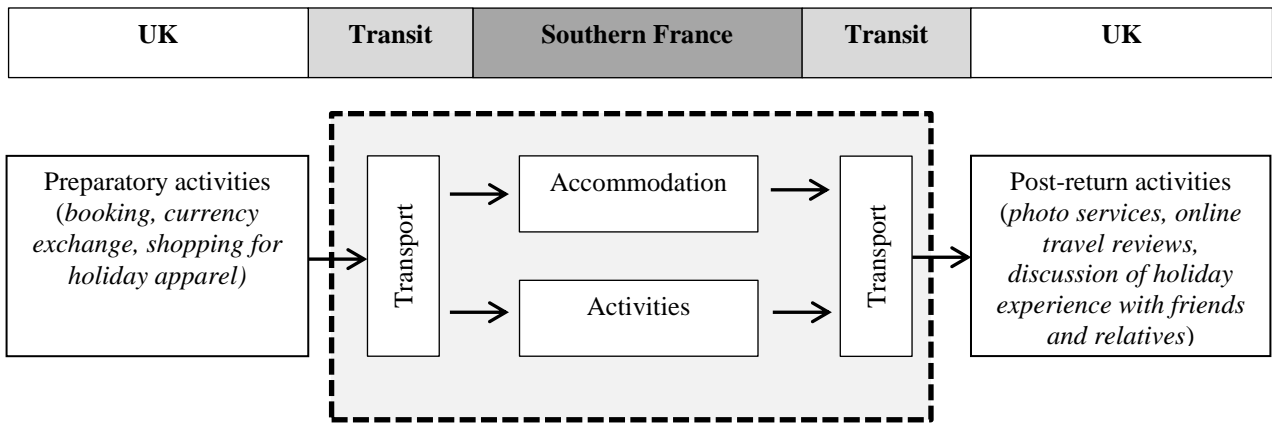 UK Transit Southern France Transit UK
Preparatory activities
(booking, currency
exchange, shopping for
holiday apparel)
Transport
Accommodation
Activities
Transport
Post-return activities
(photo services, online
travel reviews,
discussion of holiday
experience with friends
and relatives)